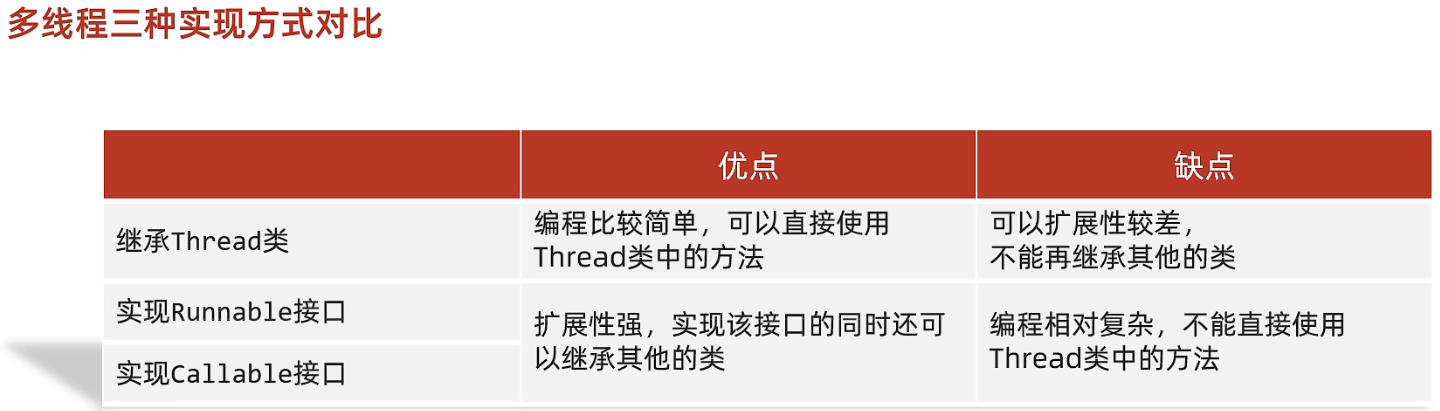 多线程三种实现方式对比
优点
缺点
继承Thread类
编程比较简单，可以直接使用
Thread类中的方法
可以扩展性较差，
不能再继承其他的类
实现Runnable接口
实现Callable接口
扩展性强，实现该接口的同时还可
以继承其他的类
编程相对复杂，不能直接使用
Thread类中的方法